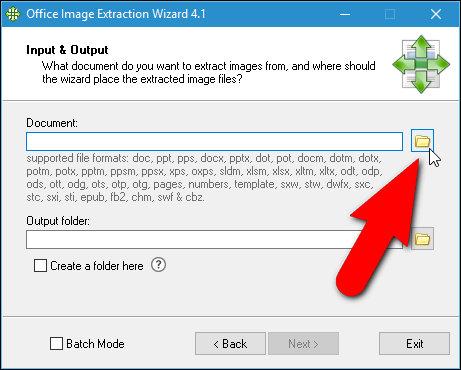 Office Image Extraction Wizard 4.1
Input & Output
What document do you want to extract images from, and where should
the wizard place the extracted image files?
Document:
supported file formats: doc, ppt, pps, docx, pptx, dot, pot, docm, dotm, dotx,
potm, potx, pptm, ppsm, ppsx, xps, oxps, sldm, xlsm, xlsx, xltm, xltx, odt, odp,
ods, ott, odg, ots, otp, otg, pages, numbers, template, sxw, stw, dwfx, sxc,
stc, sxi, sti, epub, fb2, chm, swf & cbz.
Output folder:
Create a folder here ?
Batch Mode
< Back
Next >
Exit